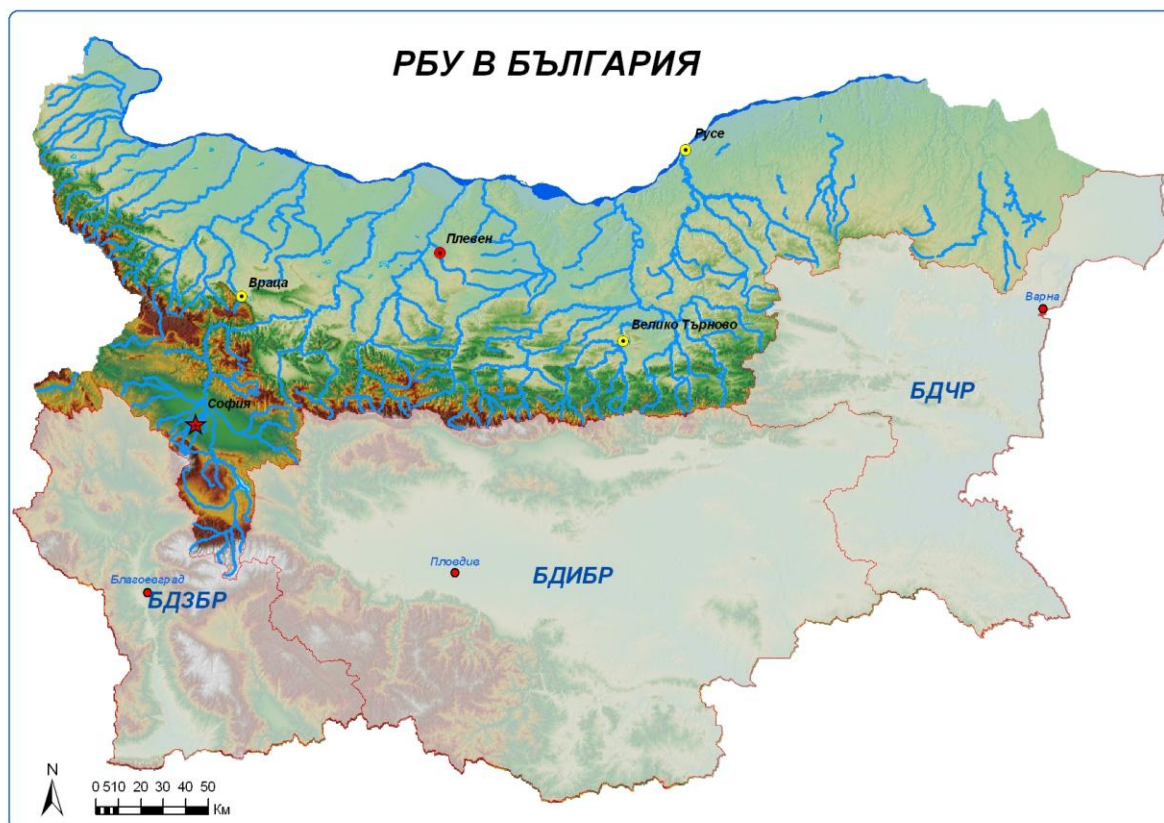 РБУ В БЪЛГАРИЯ
Русе
Плевен
Враца
Варна
Велико Търново
БДЧР
София
Пловдив
БДИБР
Благоевград
БДЗБР
N
0 5 10 20 30 40 50
Км